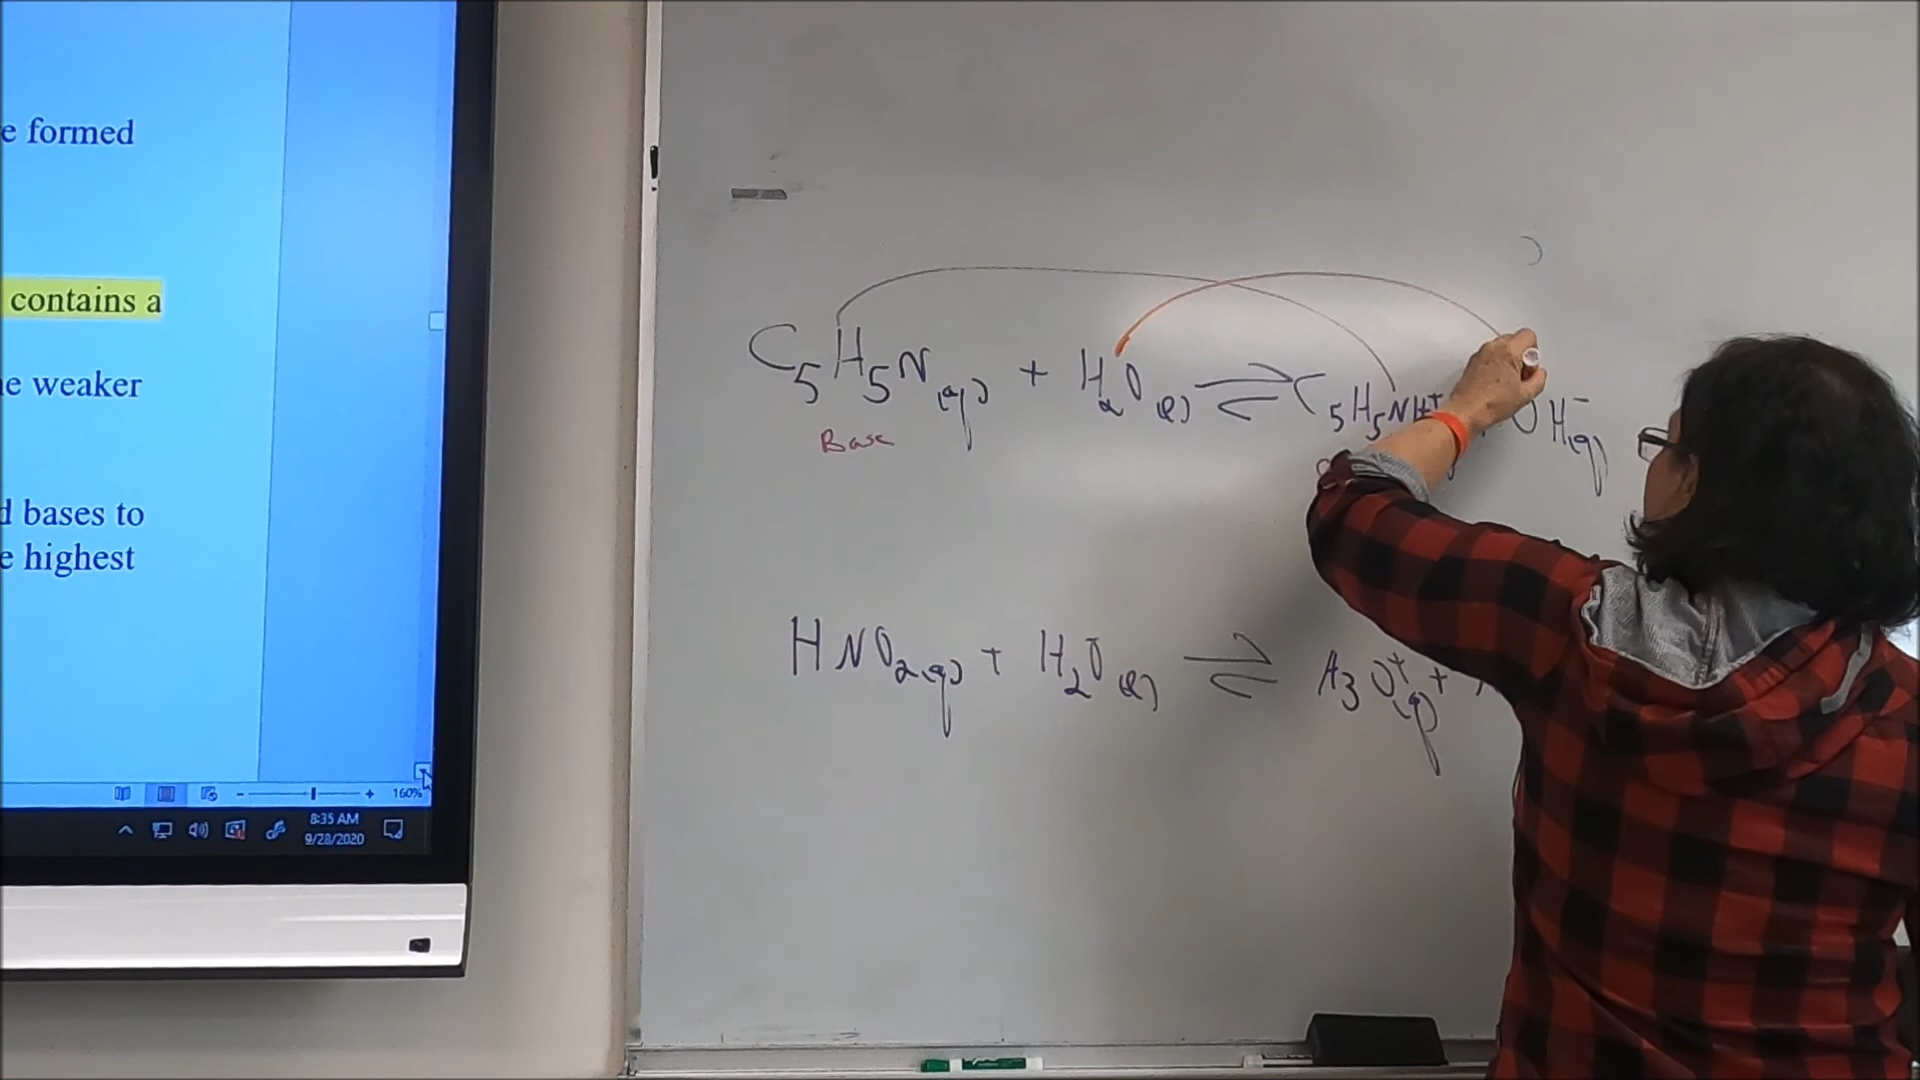 e formed
contains a
e weaker
d bases to
e highest
160%
8:35 AM
9/28/2020
C₅H₅N(aq) + H₂O(l) ⇌ C₅H₅NH⁺ OH⁻(aq)
Base
HNO₂(aq) + H₂O(l) ⇌ H₃O⁺(aq) +